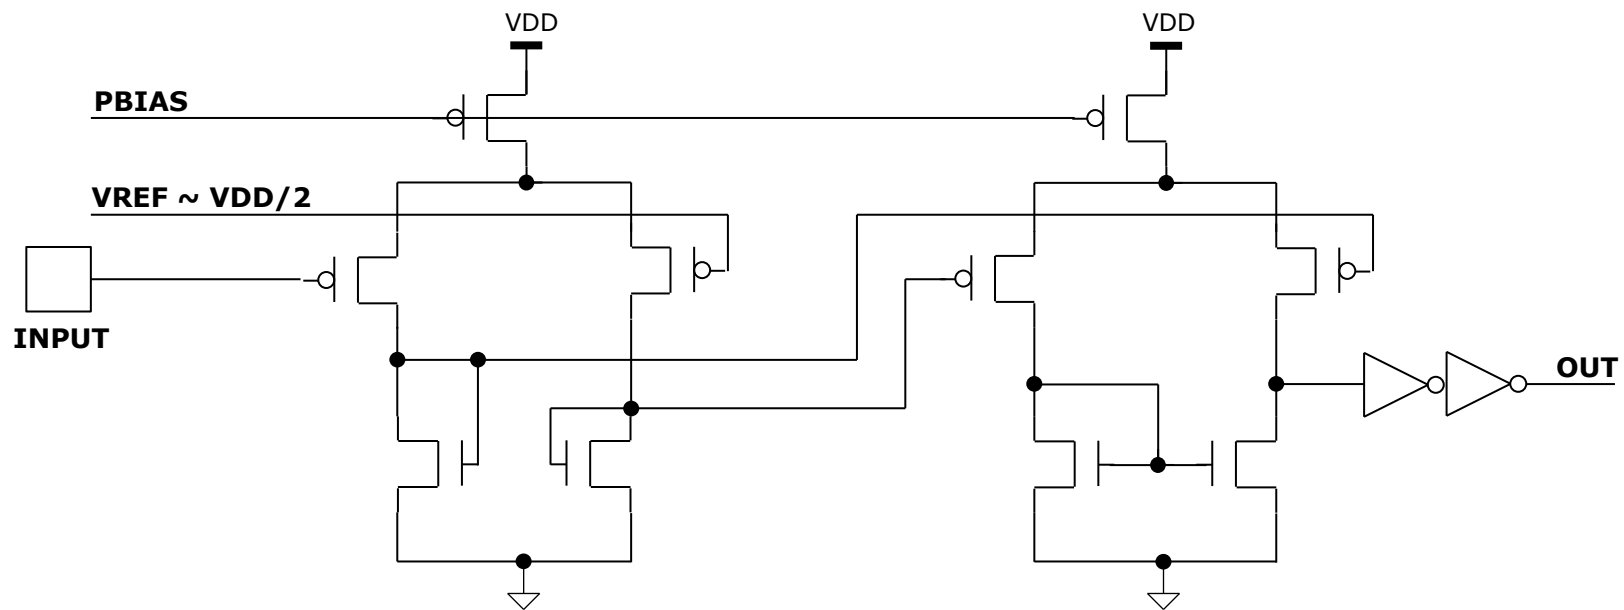 VDD
VDD
PBIAS
VREF ~ VDD/2
INPUT
OUT